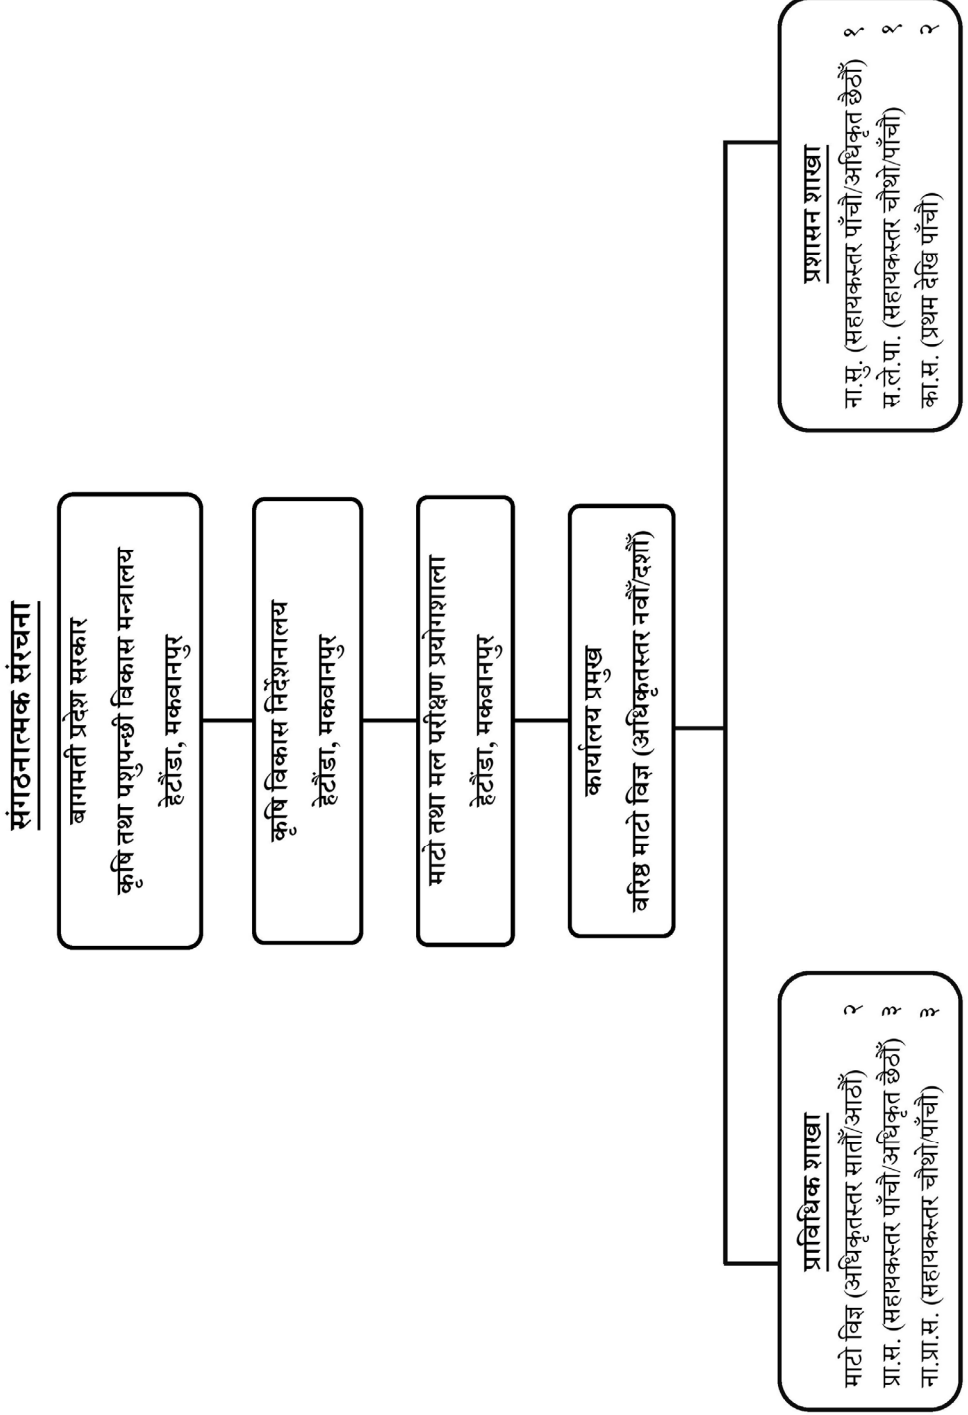 संगठनात्मक संरचना
बागमती प्रदेश सरकार
कृषि तथा पशुपन्छी विकास मन्त्रालय
हेटौंडा, मकवानपुर
कृषि विकास निर्देशनालय
हेटौंडा, मकवानपुर
माटो तथा मल परीक्षण प्रयोगशाला
हेटौंडा, मकवानपुर
कार्यालय प्रमुख
वरिष्ठ माटो विज्ञ (अधिकृतस्तर नवौं/दशौं)
प्राविधिक शाखा
माटो विज्ञ (अधिकृतस्तर सातौं/आठौं) २
प्रा.स. (सहायकस्तर पाँचौ/अधिकृत छैठौं) ३
ना.प्रा.स. (सहायकस्तर चौथो/पाँचौ) ३
प्रशासन शाखा
ना.सु. (सहायकस्तर पाँचौ/अधिकृत छैठौं) १
स.ले.पा. (सहायकस्तर चौथो/पाँचौ) १
का.स. (प्रथम देखि पाँचौ) २